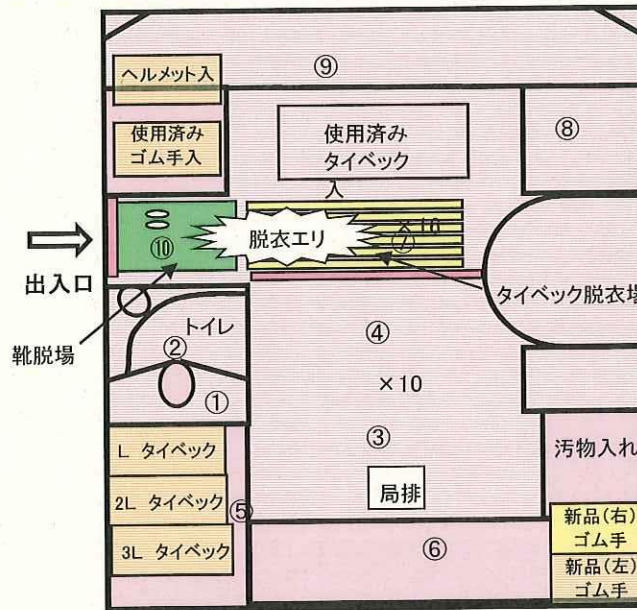 ⑨
ヘルメット入
使用済み
ゴム手入
使用済み
タイベック
入
⑧
⑩
脱衣エリ
×10
⑦
出入口
タイベック脱衣場
靴脱場
トイレ
②
①
④
×10
③
局排
L タイベック
2L タイベック
3L タイベック
⑤
⑥
汚物入れ
新品(右)
ゴム手
新品(左)
ゴム手